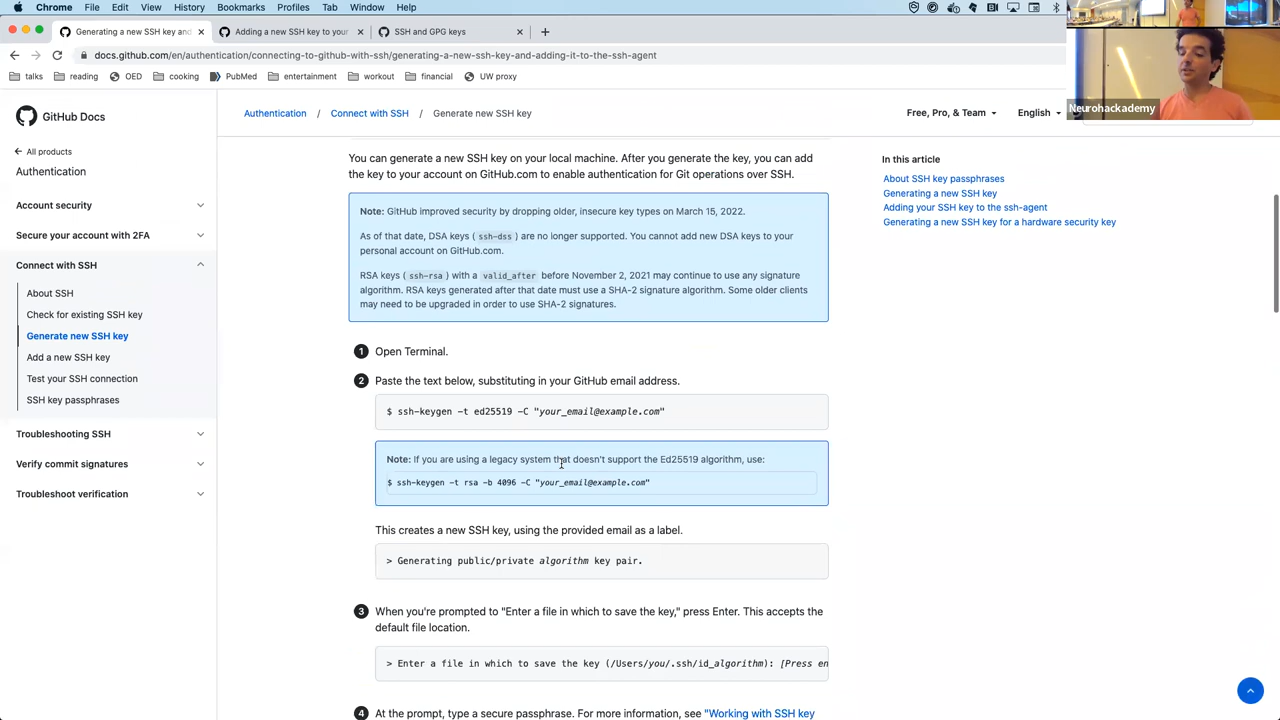 Chrome File Edit View History Bookmarks Profiles Tab Window Help
Generating a new SSH key and
Adding a new SSH key to your
SSH and GPG keys
docs.github.com/en/authentication/connecting-to-github-with-ssh/generating-a-new-ssh-key-and-adding-it-to-the-ssh-agent
talks reading OED cooking PubMed entertainment workout financial UW proxy
Neurohackademy
GitHub Docs
Authentication / Connect with SSH / Generate new SSH key
Free, Pro, & Team English
All products
Authentication
Account security
Secure your account with 2FA
Connect with SSH
About SSH
Check for existing SSH key
Generate new SSH key
Add a new SSH key
Test your SSH connection
SSH key passphrases
Troubleshooting SSH
Verify commit signatures
Troubleshoot verification
You can generate a new SSH key on your local machine. After you generate the key, you can add
the key to your account on GitHub.com to enable authentication for Git operations over SSH.
Note: GitHub improved security by dropping older, insecure key types on March 15, 2022.
As of that date, DSA keys ( ssh-dss ) are no longer supported. You cannot add new DSA keys to your
personal account on GitHub.com.
RSA keys ( ssh-rsa ) with a valid_after before November 2, 2021 may continue to use any signature
algorithm. RSA keys generated after that date must use a SHA-2 signature algorithm. Some older clients
may need to be upgraded in order to use SHA-2 signatures.
1 Open Terminal.
2 Paste the text below, substituting in your GitHub email address.
$ ssh-keygen -t ed25519 -C "your_email@example.com"
Note: If you are using a legacy system that doesn't support the Ed25519 algorithm, use:
$ ssh-keygen -t rsa -b 4096 -C "your_email@example.com"
This creates a new SSH key, using the provided email as a label.
> Generating public/private algorithm key pair.
3 When you're prompted to "Enter a file in which to save the key," press Enter. This accepts the
default file location.
> Enter a file in which to save the key (/Users/you/.ssh/id_algorithm): [Press en
4 At the prompt, type a secure passphrase. For more information, see "Working with SSH key
In this article
About SSH key passphrases
Generating a new SSH key
Adding your SSH key to the ssh-agent
Generating a new SSH key for a hardware security key